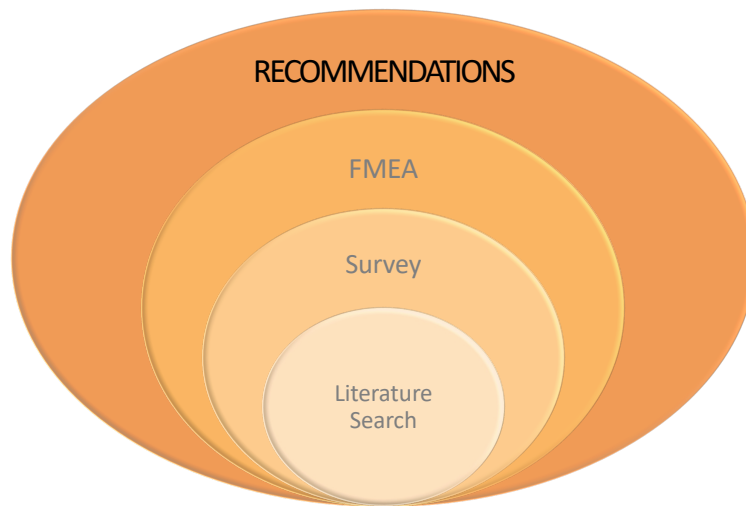 RECOMMENDATIONS
FMEA
Survey
Literature
Search